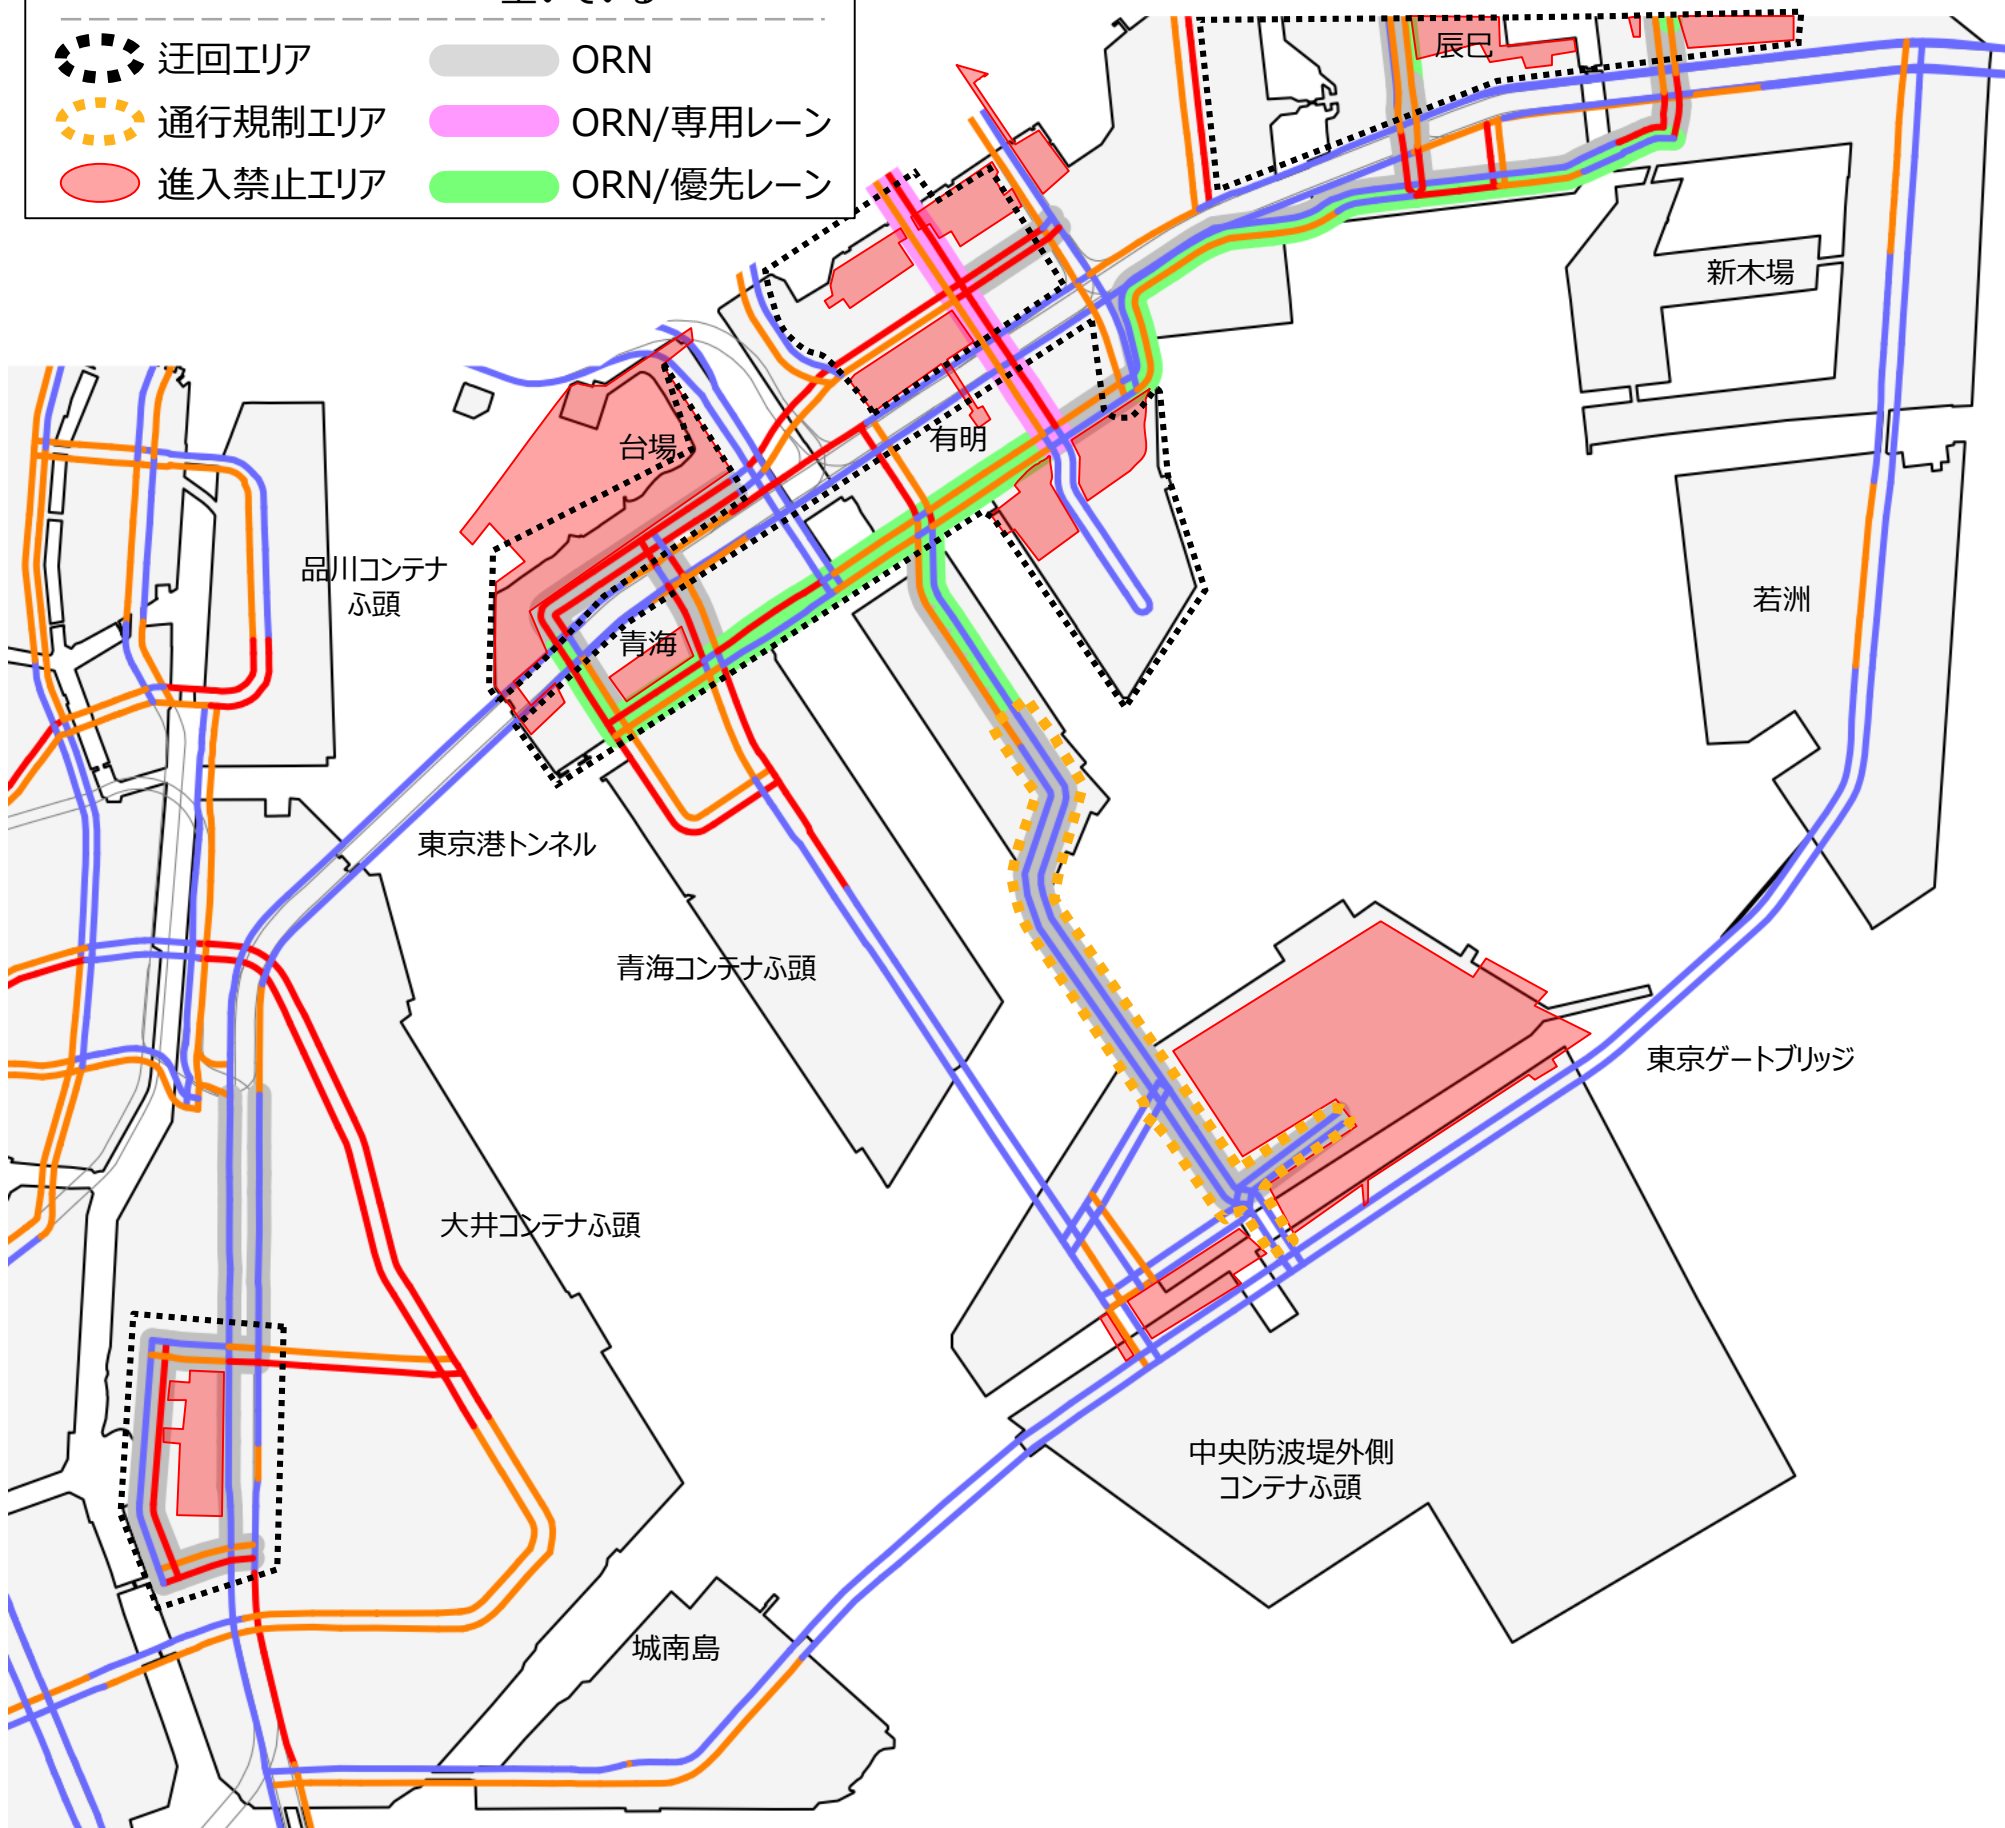 空いている
迂回エリア
ORN
通行規制エリア
ORN/専用レーン
進入禁止エリア
ORN/優先レーン
辰巳
新木場
有明
台場
品川コンテナ
ふ頭
若洲
青海
東京港トンネル
青海コンテナふ頭
東京ゲートブリッジ
大井コンテナふ頭
中央防波堤外側
コンテナふ頭
城南島